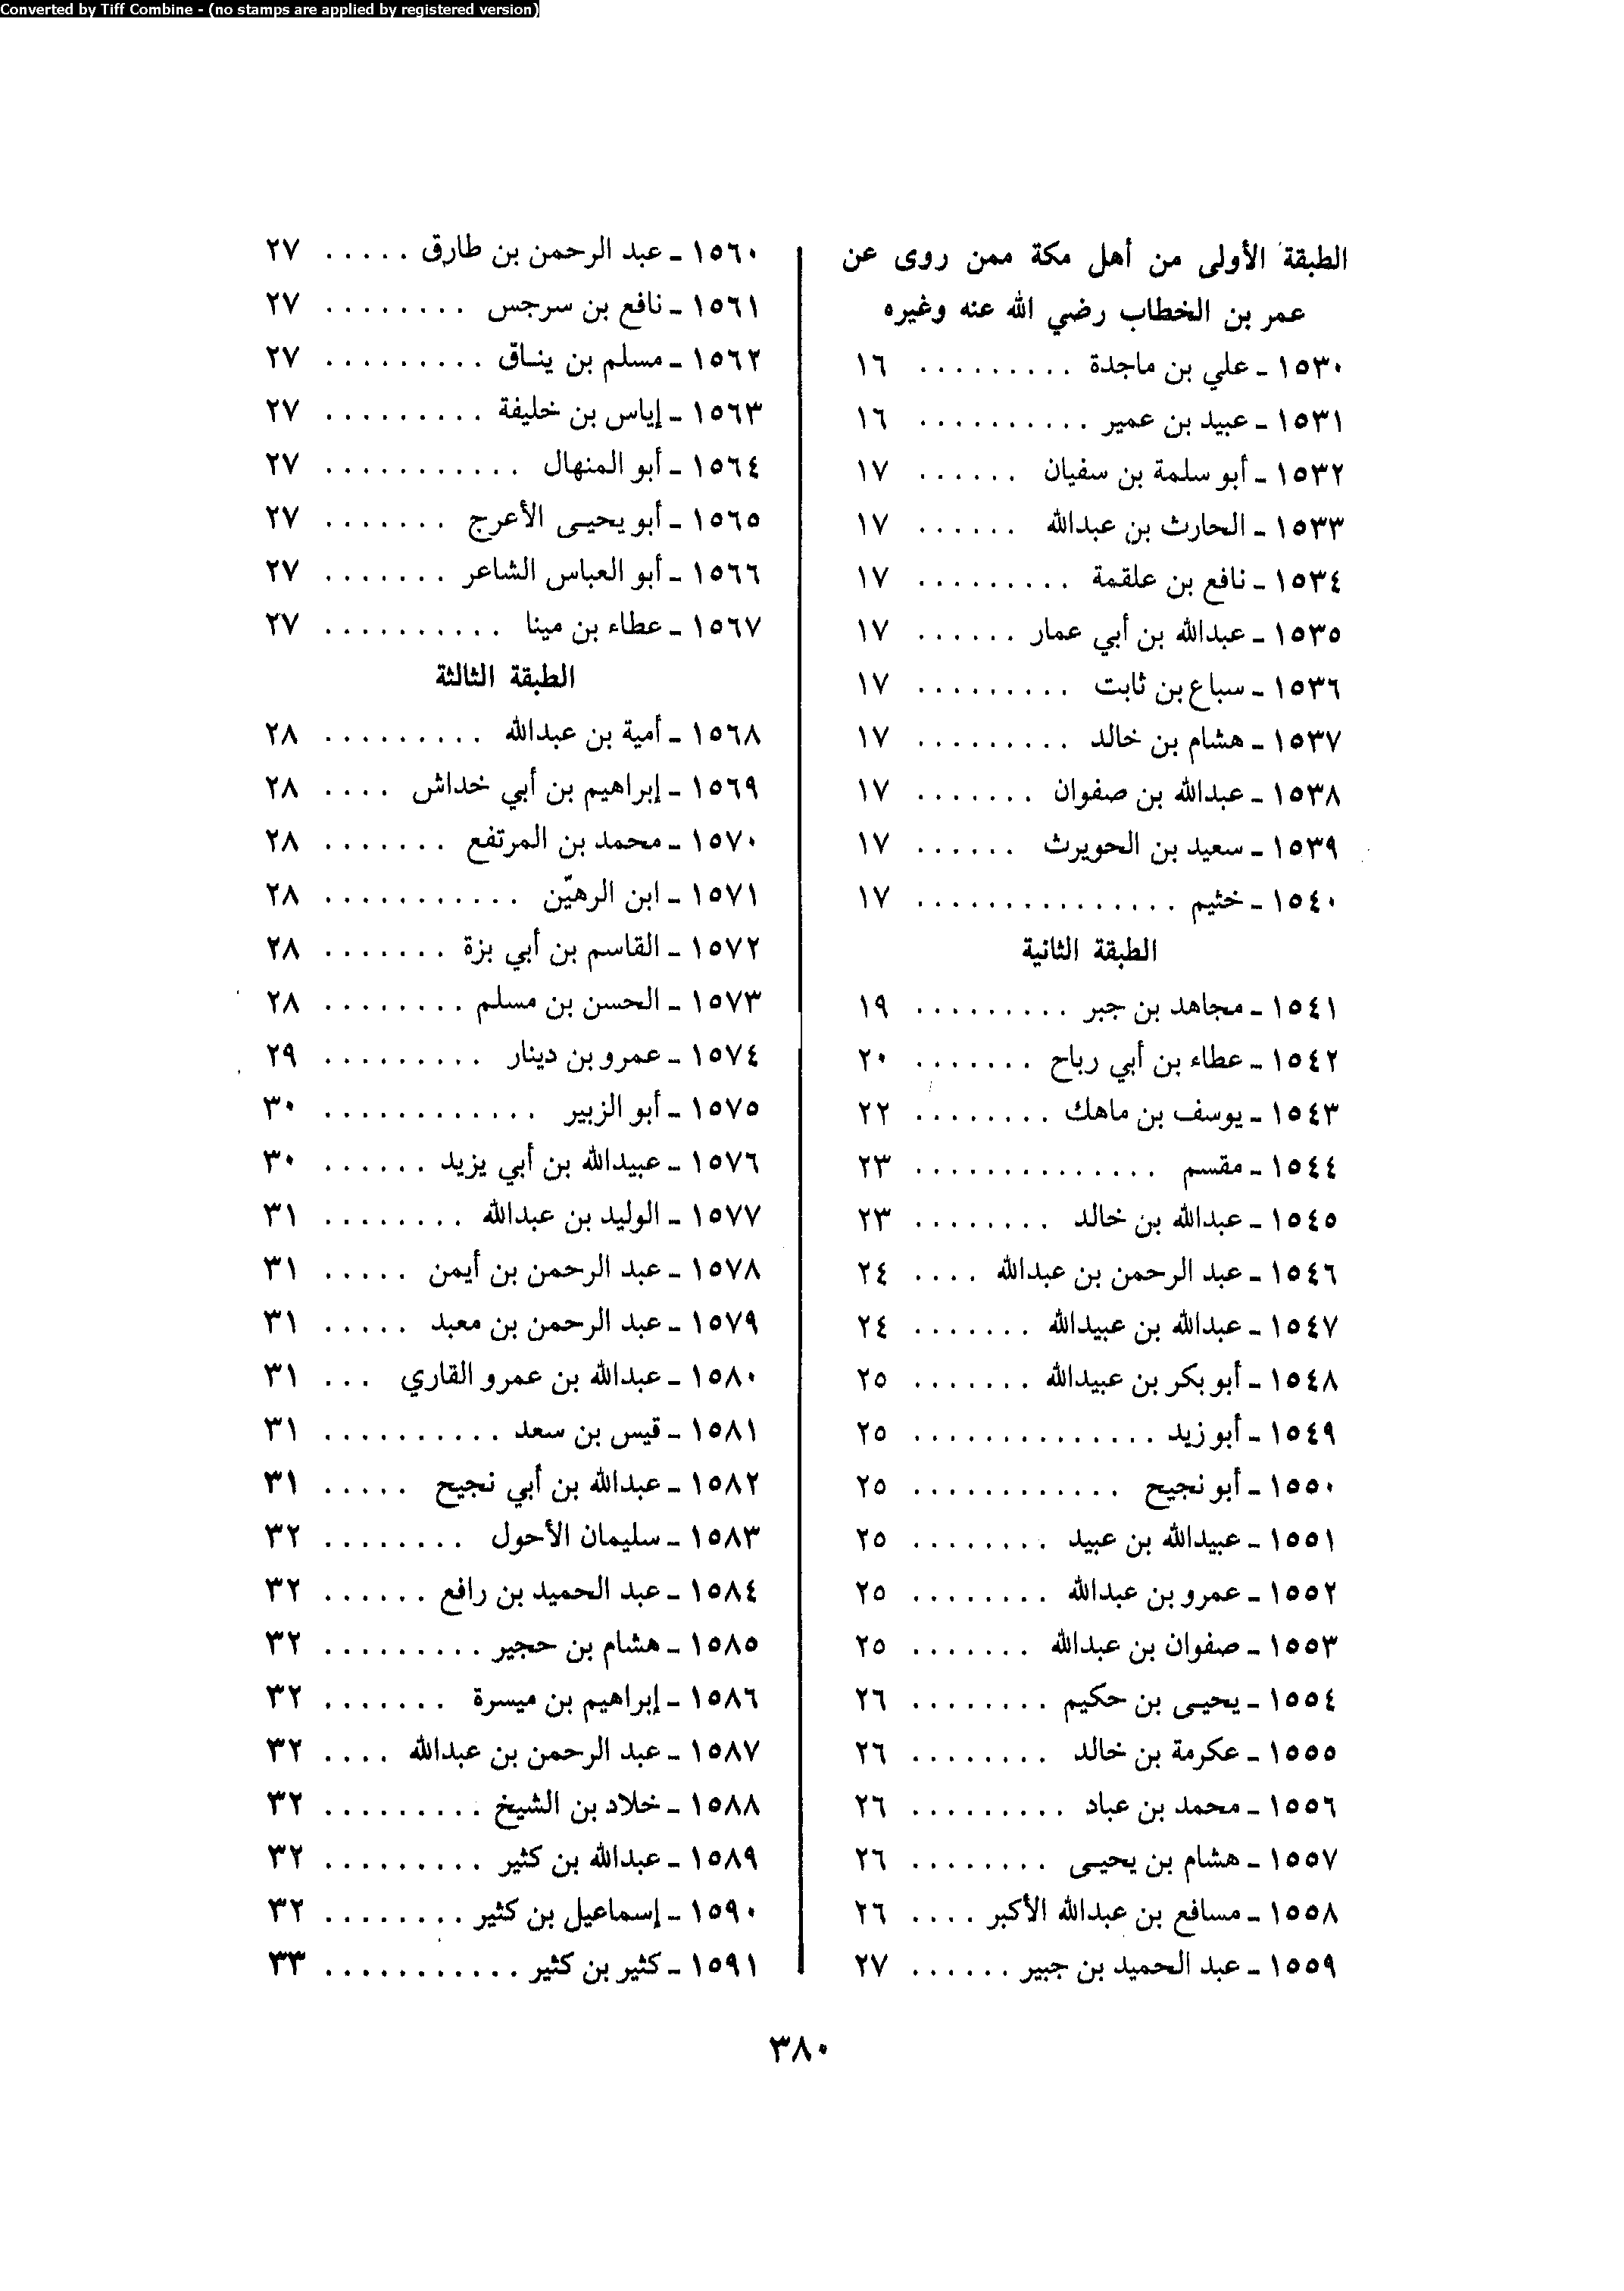 Converted by Tiff Combine - (no stamps are applied by registered version)
الطبقة الأولى من أهل مكة ممن روى عن
عمر بن الخطاب رضي الله عنه وغيره
١٥٣٠ - علي بن ماجدة . . . . . . . . . ١٦
١٥٣١ - عبيد بن عمير . . . . . . . . . . ١٦
١٥٣٢ - أبو سلمة بن سفيان . . . . . . ١٧
١٥٣٣ - الحارث بن عبدالله . . . . . . ١٧
١٥٣٤ - نافع بن علقمة . . . . . . . . . ١٧
١٥٣٥ - عبدالله بن أبي عمار . . . . . . ١٧
١٥٣٦ - سباع بن ثابت . . . . . . . . . ١٧
١٥٣٧ - هشام بن خالد . . . . . . . . . ١٧
١٥٣٨ - عبدالله بن صفوان . . . . . . . ١٧
١٥٣٩ - سعيد بن الحويرث . . . . . . ١٧
١٥٤٠ - خثيم . . . . . . . . . . . . . . ١٧
الطبقة الثانية
١٥٤١ - مجاهد بن جبر . . . . . . . . . ١٩
١٥٤٢ - عطاء بن أبي رباح . . . . . . . ٢٠
١٥٤٣ - يوسف بن ماهك . . . . . . . . ٢٢
١٥٤٤ - مقسم . . . . . . . . . . . . . ٢٣
١٥٤٥ - عبدالله بن خالد . . . . . . . . ٢٣
١٥٤٦ - عبد الرحمن بن عبدالله . . . . ٢٤
١٥٤٧ - عبدالله بن عبيدالله . . . . . . . ٢٤
١٥٤٨ - أبو بكر بن عبيدالله . . . . . . . ٢٥
١٥٤٩ - أبو زيد . . . . . . . . . . . . . ٢٥
١٥٥٠ - أبو نجيح . . . . . . . . . . . . ٢٥
١٥٥١ - عبيدالله بن عبيد . . . . . . . . ٢٥
١٥٥٢ - عمرو بن عبدالله . . . . . . . . ٢٥
١٥٥٣ - صفوان بن عبدالله . . . . . . . ٢٥
١٥٥٤ - يحيى بن حكيم . . . . . . . . ٢٦
١٥٥٥ - عكرمة بن خالد . . . . . . . . ٢٦
١٥٥٦ - محمد بن عباد . . . . . . . . . ٢٦
١٥٥٧ - هشام بن يحيى . . . . . . . . ٢٦
١٥٥٨ - مسافع بن عبدالله الأكبر . . . . ٢٦
١٥٥٩ - عبد الحميد بن جبير . . . . . . ٢٧
١٥٦٠ - عبد الرحمن بن طارق . . . . . ٢٧
١٥٦١ - نافع بن سرجس . . . . . . . . ٢٧
١٥٦٢ - مسلم بن يناق . . . . . . . . . ٢٧
١٥٦٣ - إياس بن خليفة . . . . . . . . . ٢٧
١٥٦٤ - أبو المنهال . . . . . . . . . . . ٢٧
١٥٦٥ - أبو يحيى الأعرج . . . . . . . ٢٧
١٥٦٦ - أبو العباس الشاعر . . . . . . . ٢٧
١٥٦٧ - عطاء بن مينا . . . . . . . . . . ٢٧
الطبقة الثالثة
١٥٦٨ - أمية بن عبدالله . . . . . . . . . ٢٨
١٥٦٩ - إبراهيم بن أبي خداش . . . . ٢٨
١٥٧٠ - محمد بن المرتفع . . . . . . . ٢٨
١٥٧١ - ابن الرهيّن . . . . . . . . . . . ٢٨
١٥٧٢ - القاسم بن أبي بزة . . . . . . . ٢٨
١٥٧٣ - الحسن بن مسلم . . . . . . . . ٢٨
١٥٧٤ - عمرو بن دينار . . . . . . . . . ٢٩
١٥٧٥ - أبو الزبير . . . . . . . . . . . . ٣٠
١٥٧٦ - عبيدالله بن أبي يزيد . . . . . . ٣٠
١٥٧٧ - الوليد بن عبدالله . . . . . . . . ٣١
١٥٧٨ - عبد الرحمن بن أيمن . . . . . ٣١
١٥٧٩ - عبد الرحمن بن معبد . . . . . ٣١
١٥٨٠ - عبدالله بن عمرو القاري . . . ٣١
١٥٨١ - قيس بن سعد . . . . . . . . . . ٣١
١٥٨٢ - عبدالله بن أبي نجيح . . . . . ٣١
١٥٨٣ - سليمان الأحول . . . . . . . . ٣٢
١٥٨٤ - عبد الحميد بن رافع . . . . . . ٣٢
١٥٨٥ - هشام بن حجير . . . . . . . . . ٣٢
١٥٨٦ - إبراهيم بن ميسرة . . . . . . . ٣٢
١٥٨٧ - عبد الرحمن بن عبدالله . . . . ٣٢
١٥٨٨ - خلاد بن الشيخ . . . . . . . . . ٣٢
١٥٨٩ - عبدالله بن كثير . . . . . . . . . ٣٢
١٥٩٠ - إسماعيل بن كثير . . . . . . . . ٣٢
١٥٩١ - كثير بن كثير . . . . . . . . . . . ٣٣
٣٨٠